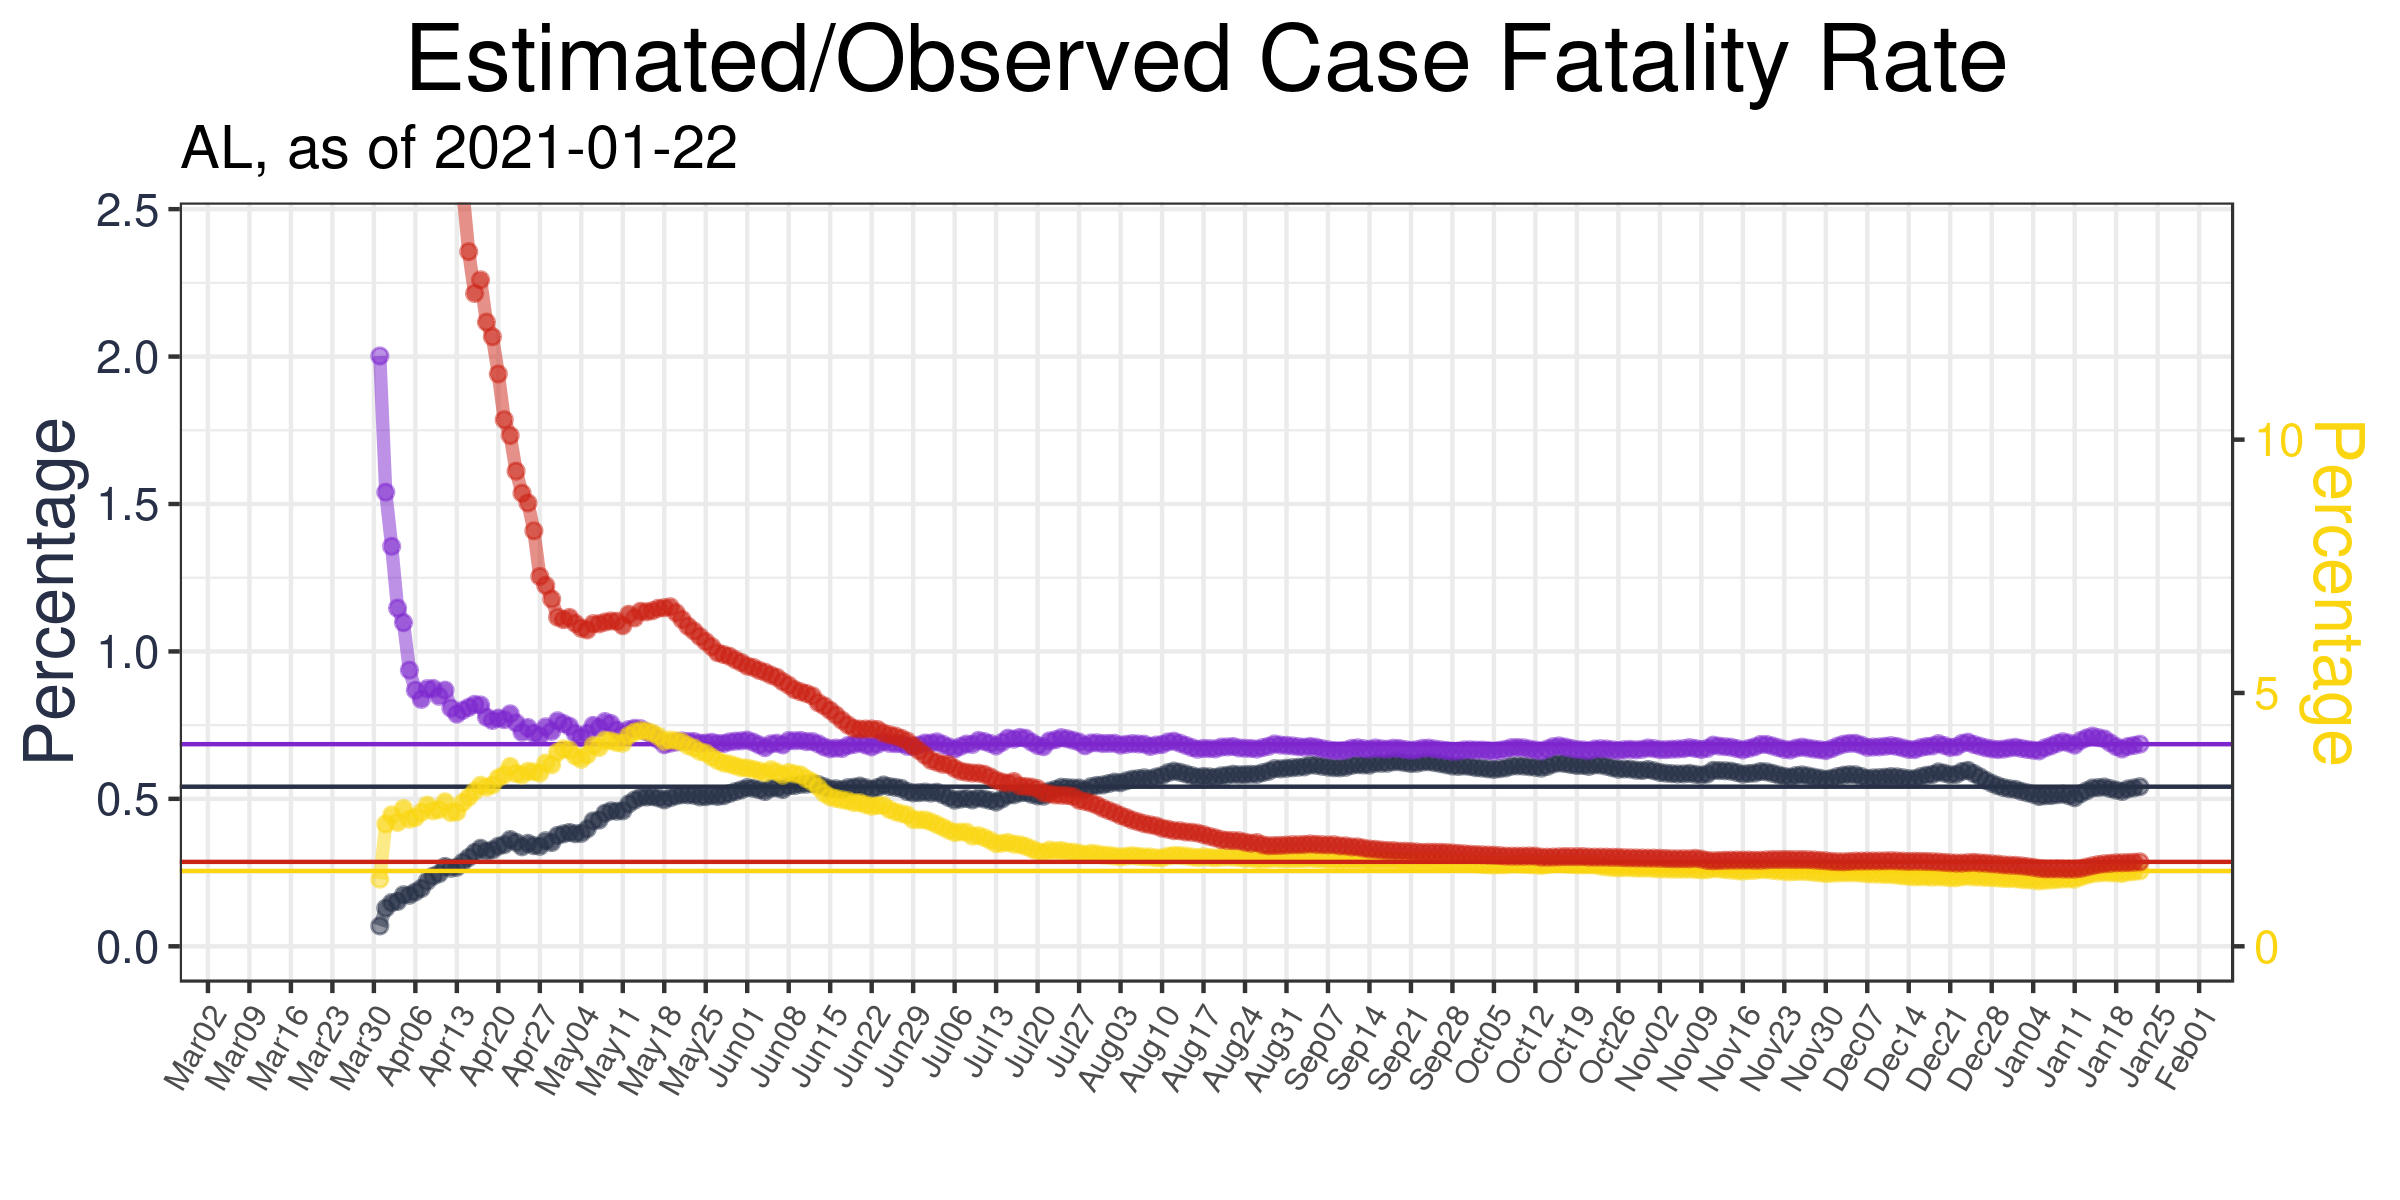 Estimated/Observed Case Fatality Rate
AL, as of 2021-01-22
Percentage
2.5
2.0
1.5
1.0
0.5
0.0
10
5
0
Percentage
Mar02
Mar09
Mar16
Mar23
Mar30
Apr06
Apr13
Apr20
Apr27
May04
May11
May18
May25
Jun01
Jun08
Jun15
Jun22
Jun29
Jul06
Jul13
Jul20
Jul27
Aug03
Aug10
Aug17
Aug24
Aug31
Sep07
Sep14
Sep21
Sep28
Oct05
Oct12
Oct19
Oct26
Nov02
Nov09
Nov16
Nov23
Nov30
Dec07
Dec14
Dec21
Dec28
Jan04
Jan11
Jan18
Jan25
Feb01